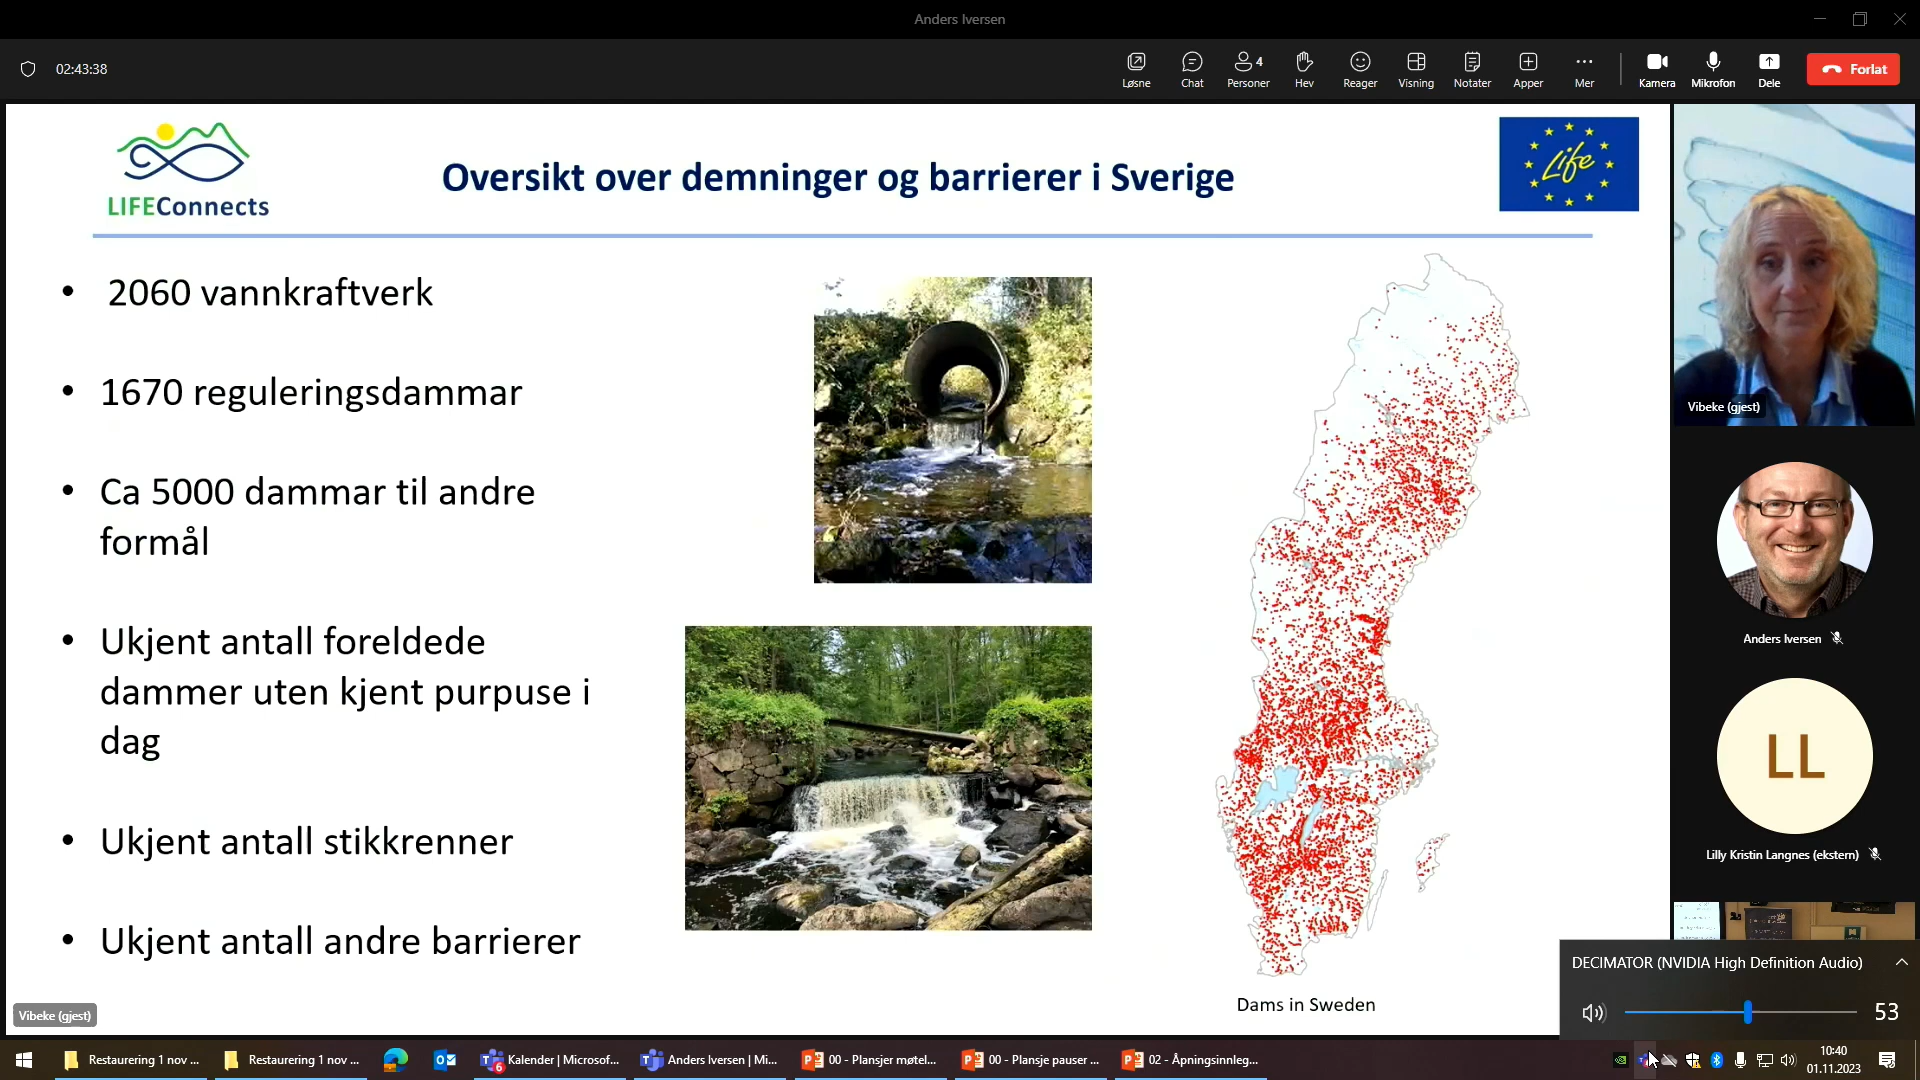 Anders Iversen
02:43:38
Løsne
Chat
4
Personer
Hev
Reager
Visning
Notater
Apper
Mer
Kamera
Mikrofon
Dele
Forlat
LIFEConnects
Oversikt over demninger og barrierer i Sverige
Life
• 2060 vannkraftverk
• 1670 reguleringsdammar
• Ca 5000 dammar til andre
formål
• Ukjent antall foreldede
dammer uten kjent purpuse i
dag
• Ukjent antall stikkrenner
• Ukjent antall andre barrierer
Dams in Sweden
Vibeke (gjest)
Vibeke (gjest)
Anders Iversen
LL
Lilly Kristin Langnes (ekstern)
DECIMATOR (NVIDIA High Definition Audio)
53
Restaurering 1 nov ...
Restaurering 1 nov ...
6
Kalender | Microsof...
Anders Iversen | Mi...
00 - Plansjer møtel...
00 - Plansje pauser ...
02 - Åpningsinnleg...
10:40
01.11.2023